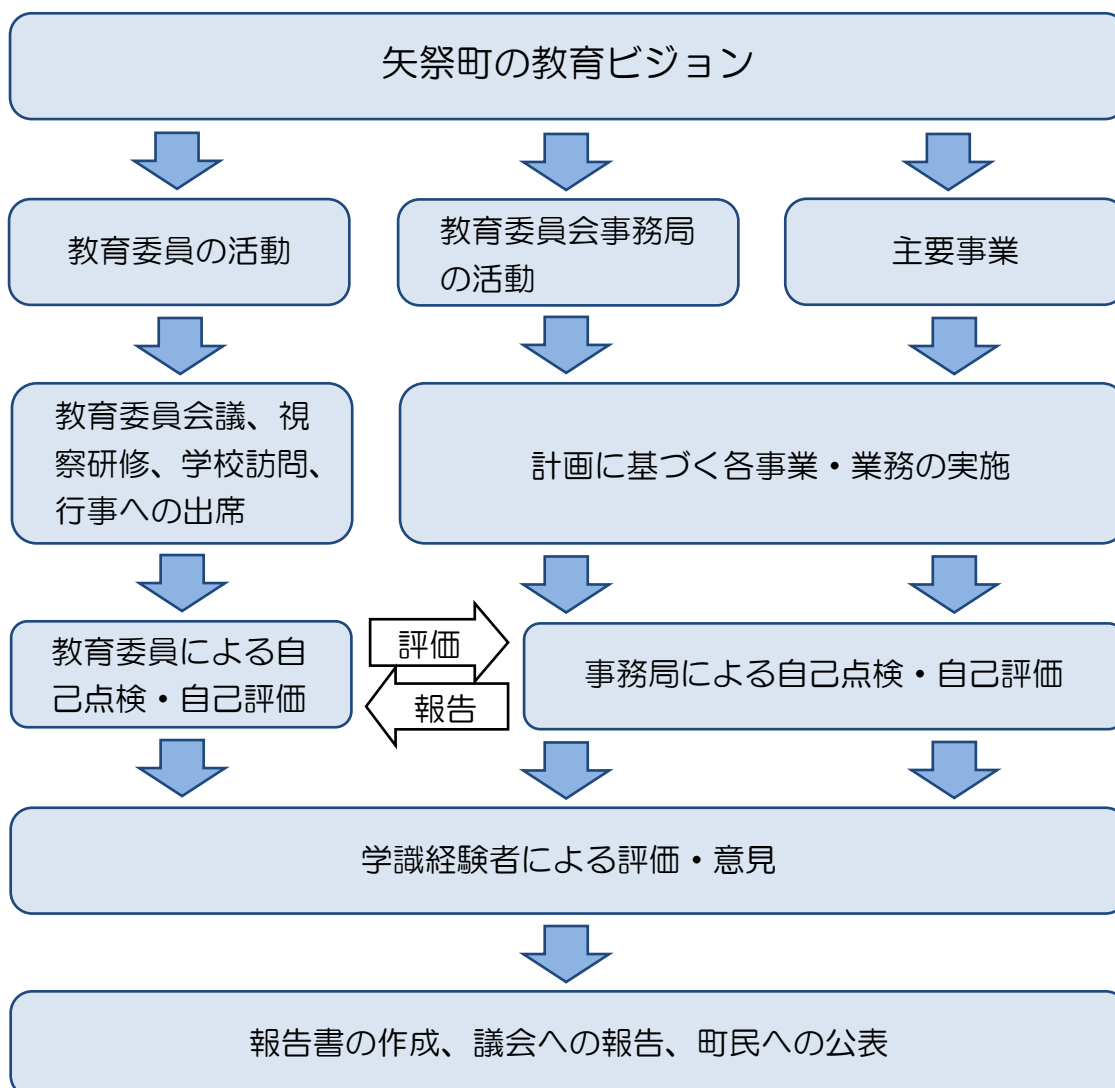 矢祭町の教育ビジョン
教育委員の活動
教育委員会事務局
の活動
主要事業
教育委員会議、視
察研修、学校訪問、
行事への出席
計画に基づく各事業・業務の実施
教育委員による自
己点検・自己評価
評価
報告
事務局による自己点検・自己評価
学識経験者による評価・意見
報告書の作成、議会への報告、町民への公表